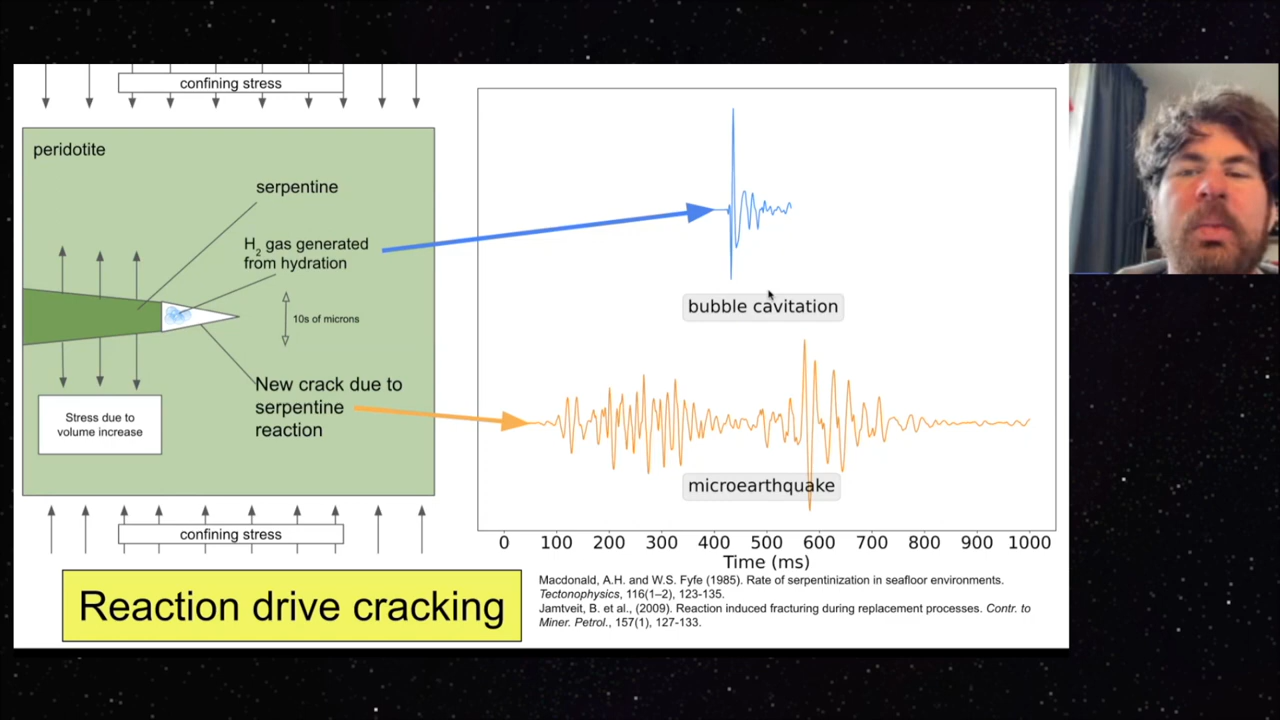 confining stress
peridotite
serpentine
H2 gas generated
from hydration
10s of microns
New crack due to
serpentine
reaction
Stress due to
volume increase
confining stress
Reaction drive cracking
bubble cavitation
microearthquake
0 100 200 300 400 500 600 700 800 900 1000
Time (ms)
Macdonald, A.H. and W.S. Fyfe (1985). Rate of serpentinization in seafloor environments.
Tectonophysics, 116(1–2), 123-135.
Jamtveit, B. et al., (2009). Reaction induced fracturing during replacement processes. Contr. to
Miner. Petrol., 157(1), 127-133.